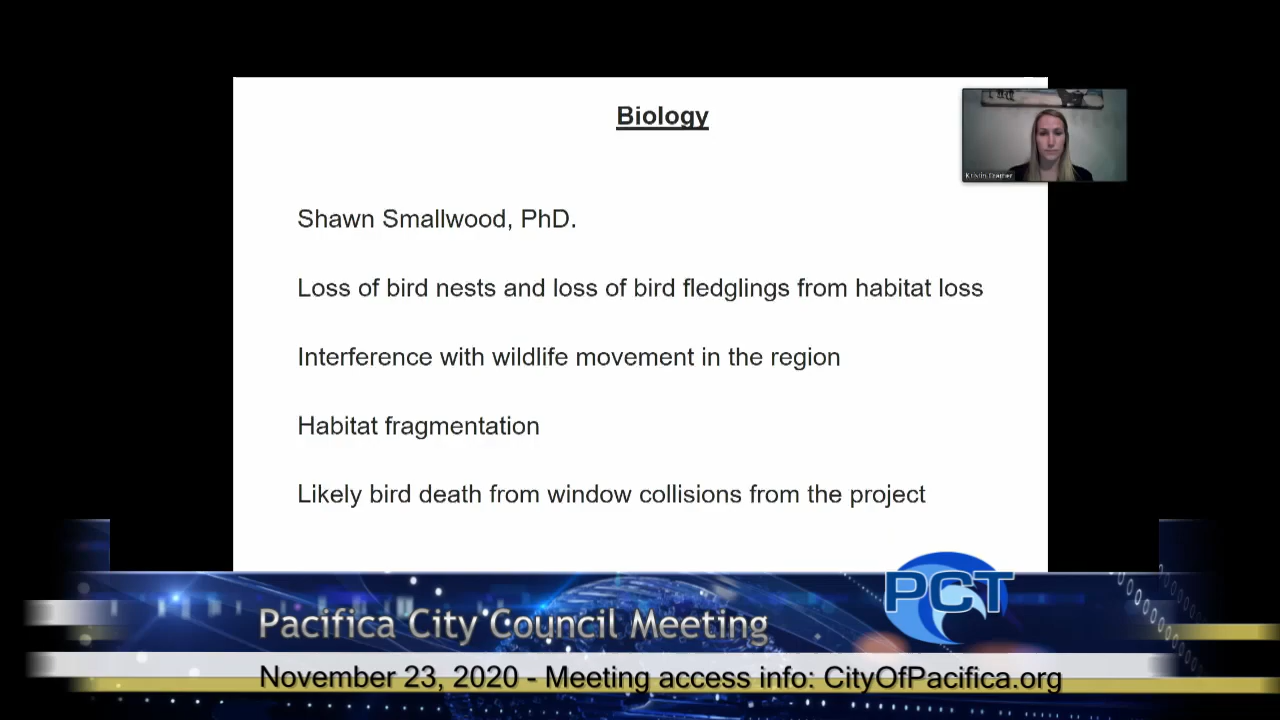 Biology
Shawn Smallwood, PhD.
Loss of bird nests and loss of bird fledglings from habitat loss
Interference with wildlife movement in the region
Habitat fragmentation
Likely bird death from window collisions from the project
PCT
Pacifica City Council Meeting
November 23, 2020 - Meeting access info: CityOfPacifica.org